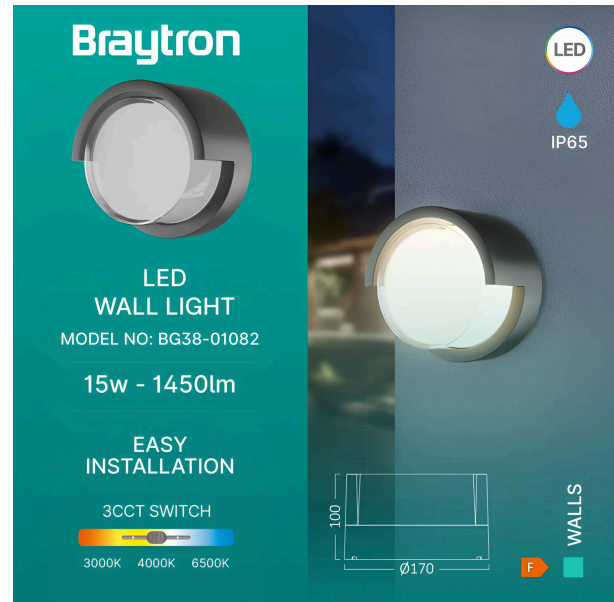 Braytron
LED
WALL LIGHT
MODEL NO: BG38-01082
15w - 1450lm
EASY
INSTALLATION
3CCT SWITCH
3000K 4000K 6500K
LED
IP65
100
Ø170
F
WALLS